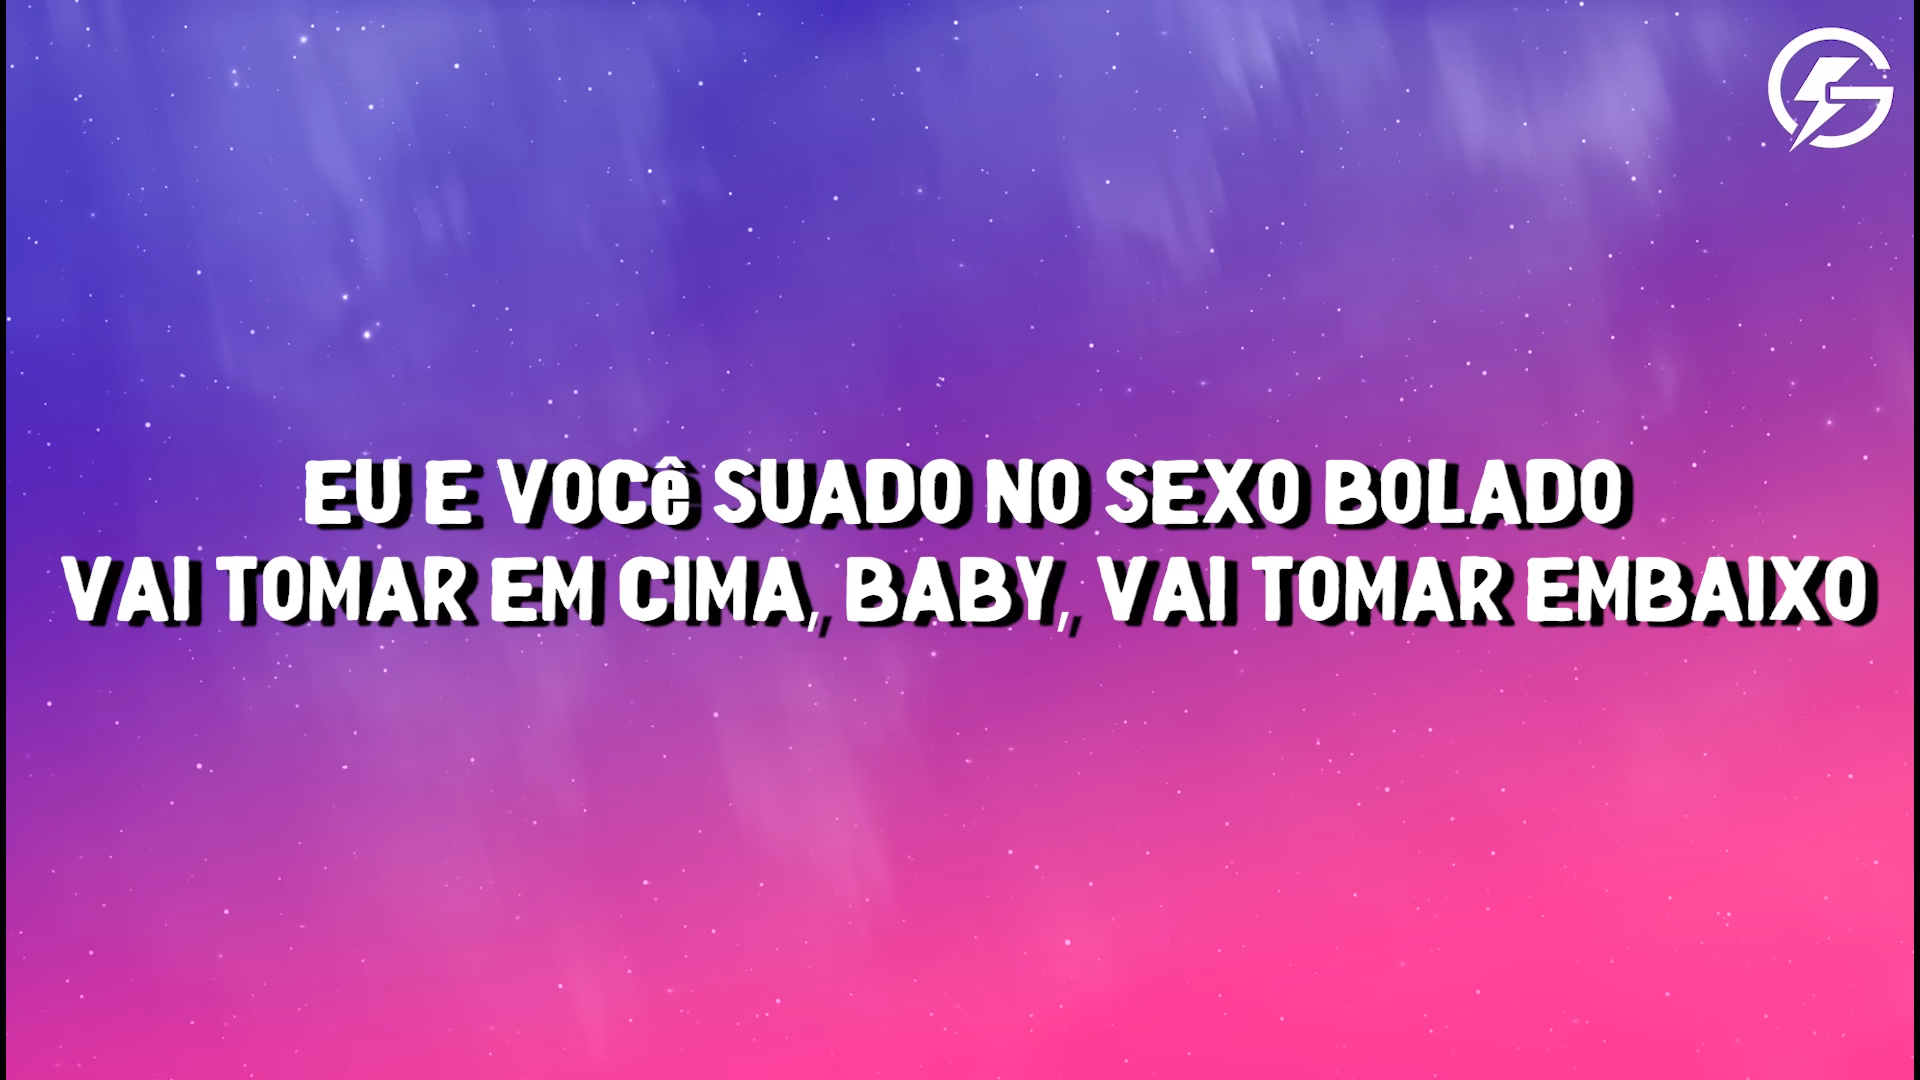 EU E VOCê SUADO NO SEXO BOLADO
VAI TOMAR EM CIMA, BABY, VAI TOMAR EMBAIXO